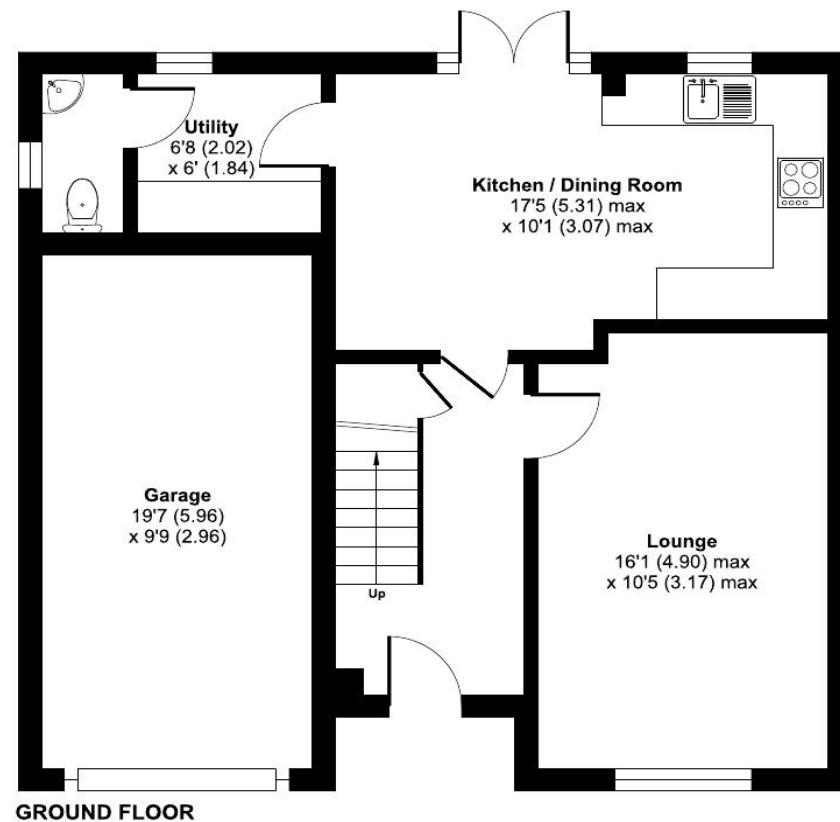 Utility
6'8 (2.02)
x 6' (1.84)
Kitchen / Dining Room
17'5 (5.31) max
x 10'1 (3.07) max
Garage
19'7 (5.96)
x 9'9 (2.96)
Lounge
16'1 (4.90) max
x 10'5 (3.17) max
Up
GROUND FLOOR